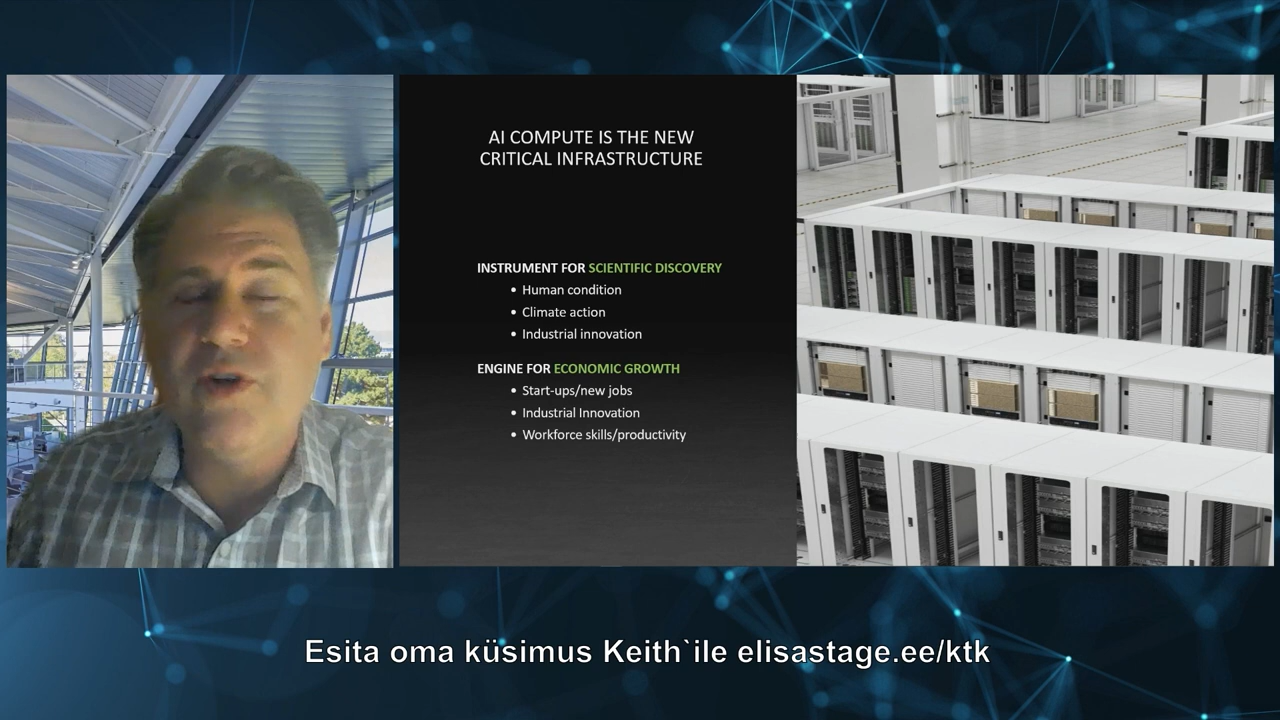 AI COMPUTE IS THE NEW
CRITICAL INFRASTRUCTURE
INSTRUMENT FOR SCIENTIFIC DISCOVERY
• Human condition
• Climate action
• Industrial innovation
ENGINE FOR ECONOMIC GROWTH
• Start-ups/new jobs
• Industrial Innovation
• Workforce skills/productivity
Esita oma küsimus Keith`ile elisastage.ee/ktk